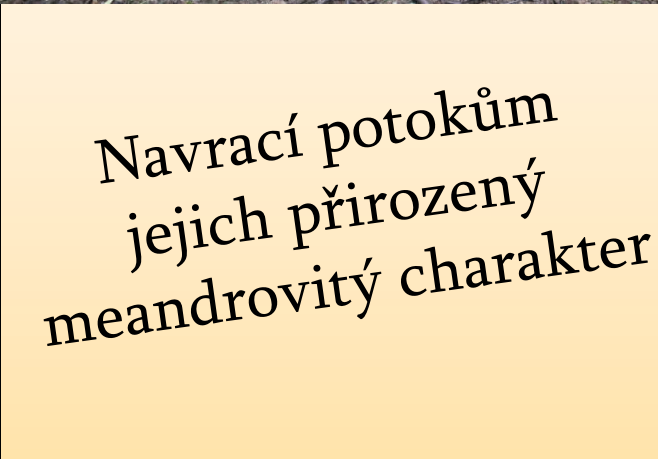 Navrací potokům
jejich přirozený
meandrovitý charakter